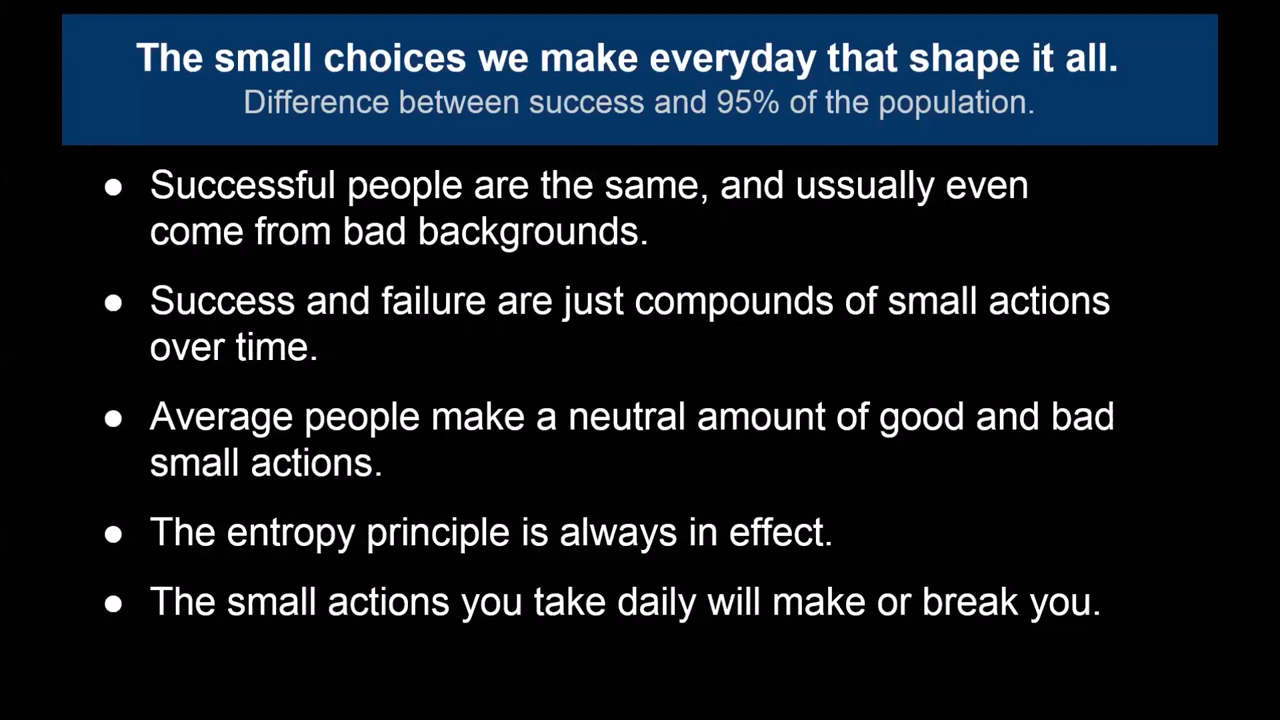 The small choices we make everyday that shape it all.
Difference between success and 95% of the population.
● Successful people are the same, and ussually even
come from bad backgrounds.
● Success and failure are just compounds of small actions
over time.
● Average people make a neutral amount of good and bad
small actions.
● The entropy principle is always in effect.
● The small actions you take daily will make or break you.